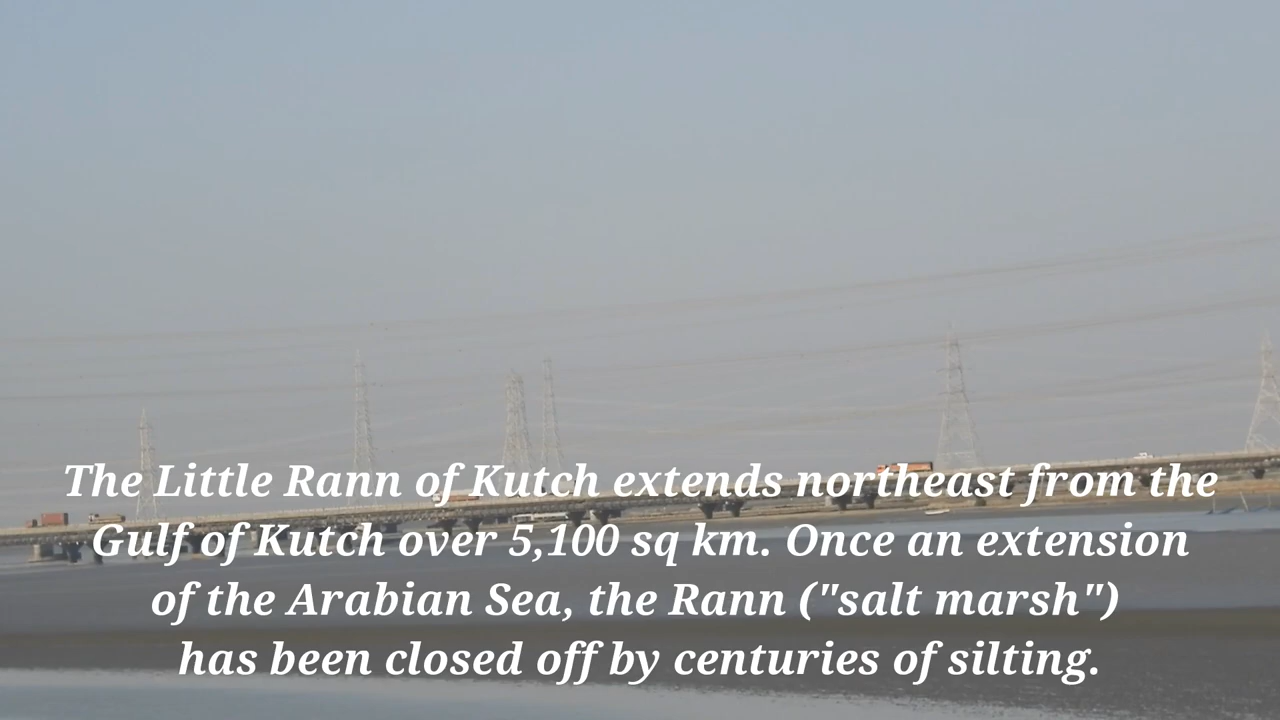 The Little Rann of Kutch extends northeast from the
Gulf of Kutch over 5,100 sq km. Once an extension
of the Arabian Sea, the Rann ("salt marsh")
has been closed off by centuries of silting.